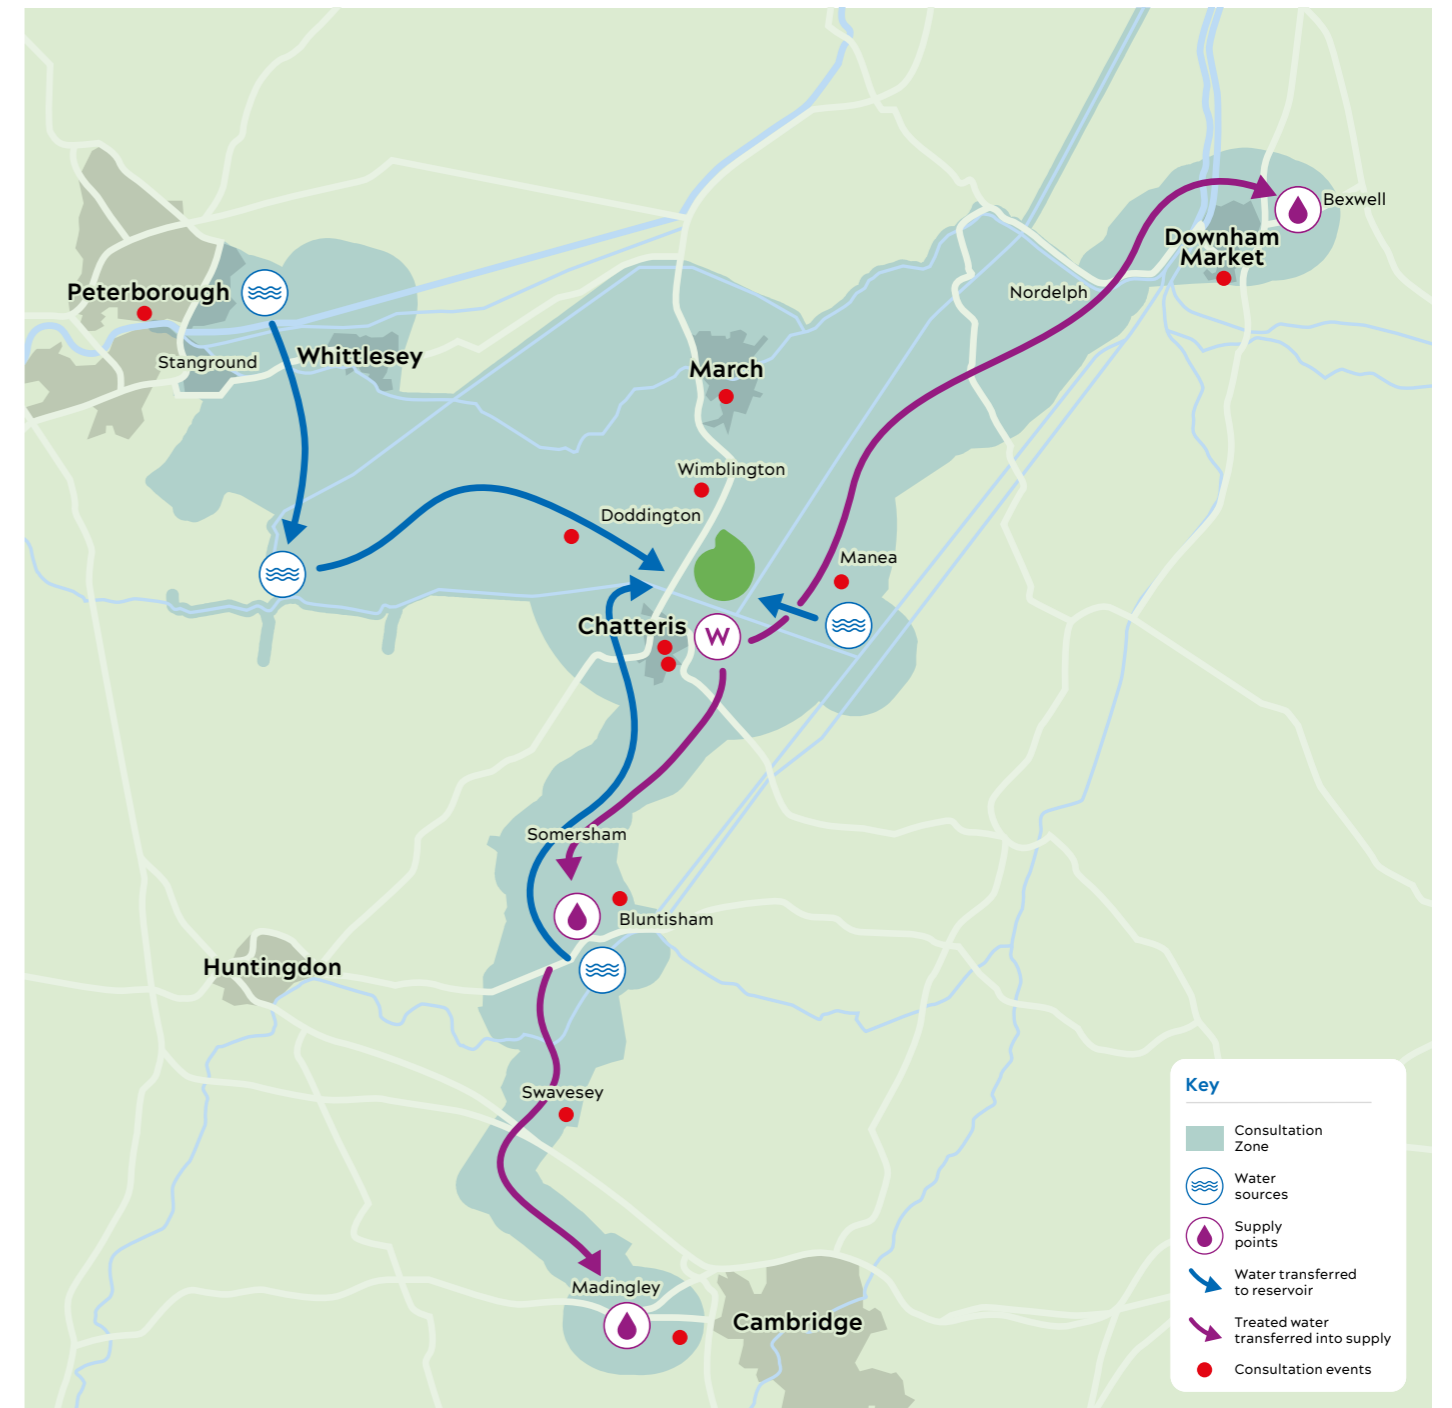 Bexwell
Downham
Market
Nordelph
Peterborough
Stanground
Whittlesey
March
Wimblington
Doddington
Manea
Chatteris
W
Somersham
Bluntisham
Huntingdon
Swavesey
Madingley
Cambridge
Key
Consultation
Zone
Water
sources
Supply
points
Water transferred
to reservoir
Treated water
transferred into supply
Consultation events